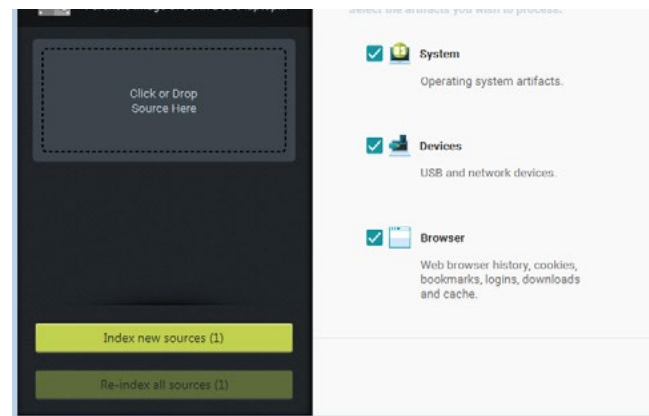 Select the artifacts you wish to process.
Click or Drop
Source Here
System
Operating system artifacts.
Devices
USB and network devices.
Browser
Web browser history, cookies,
bookmarks, logins, downloads
and cache.
Index new sources (1)
Re-index all sources (1)